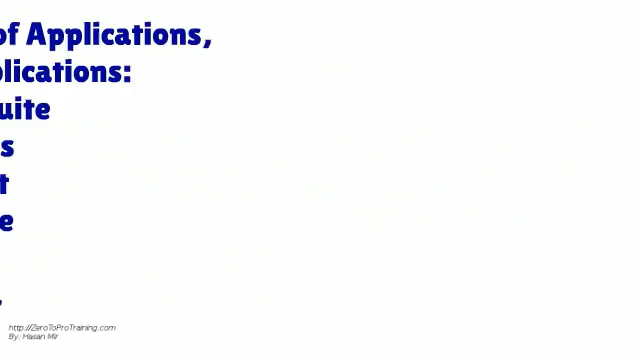 of Applications,
plications:
uite
s
t
e
,
http://ZeroToProTraining.com
By: Hasan Mir